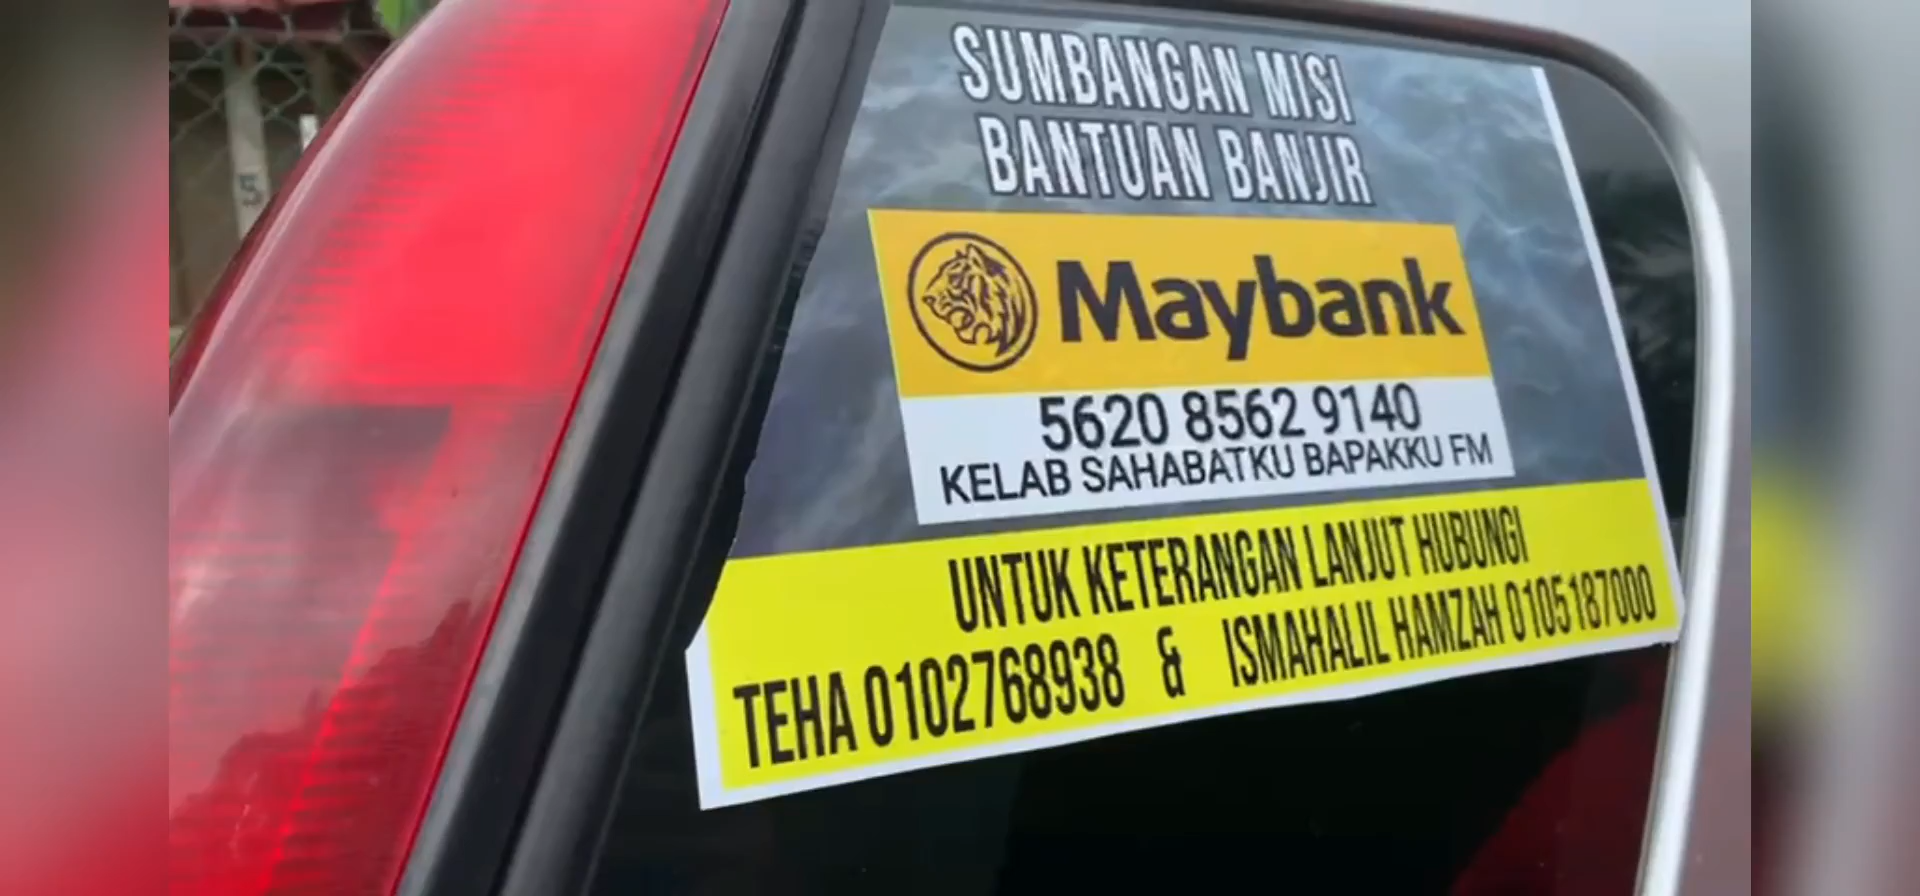 SUMBANGAN MISI
BANTUAN BANJIR
Maybank
5620 8562 9140
KELAB SAHABATKU BAPAKKU FM
UNTUK KETERANGAN LANJUT HUBUNGI
TEHA 0102768938 & ISMAHALIL HAMZAH 0105187000
5